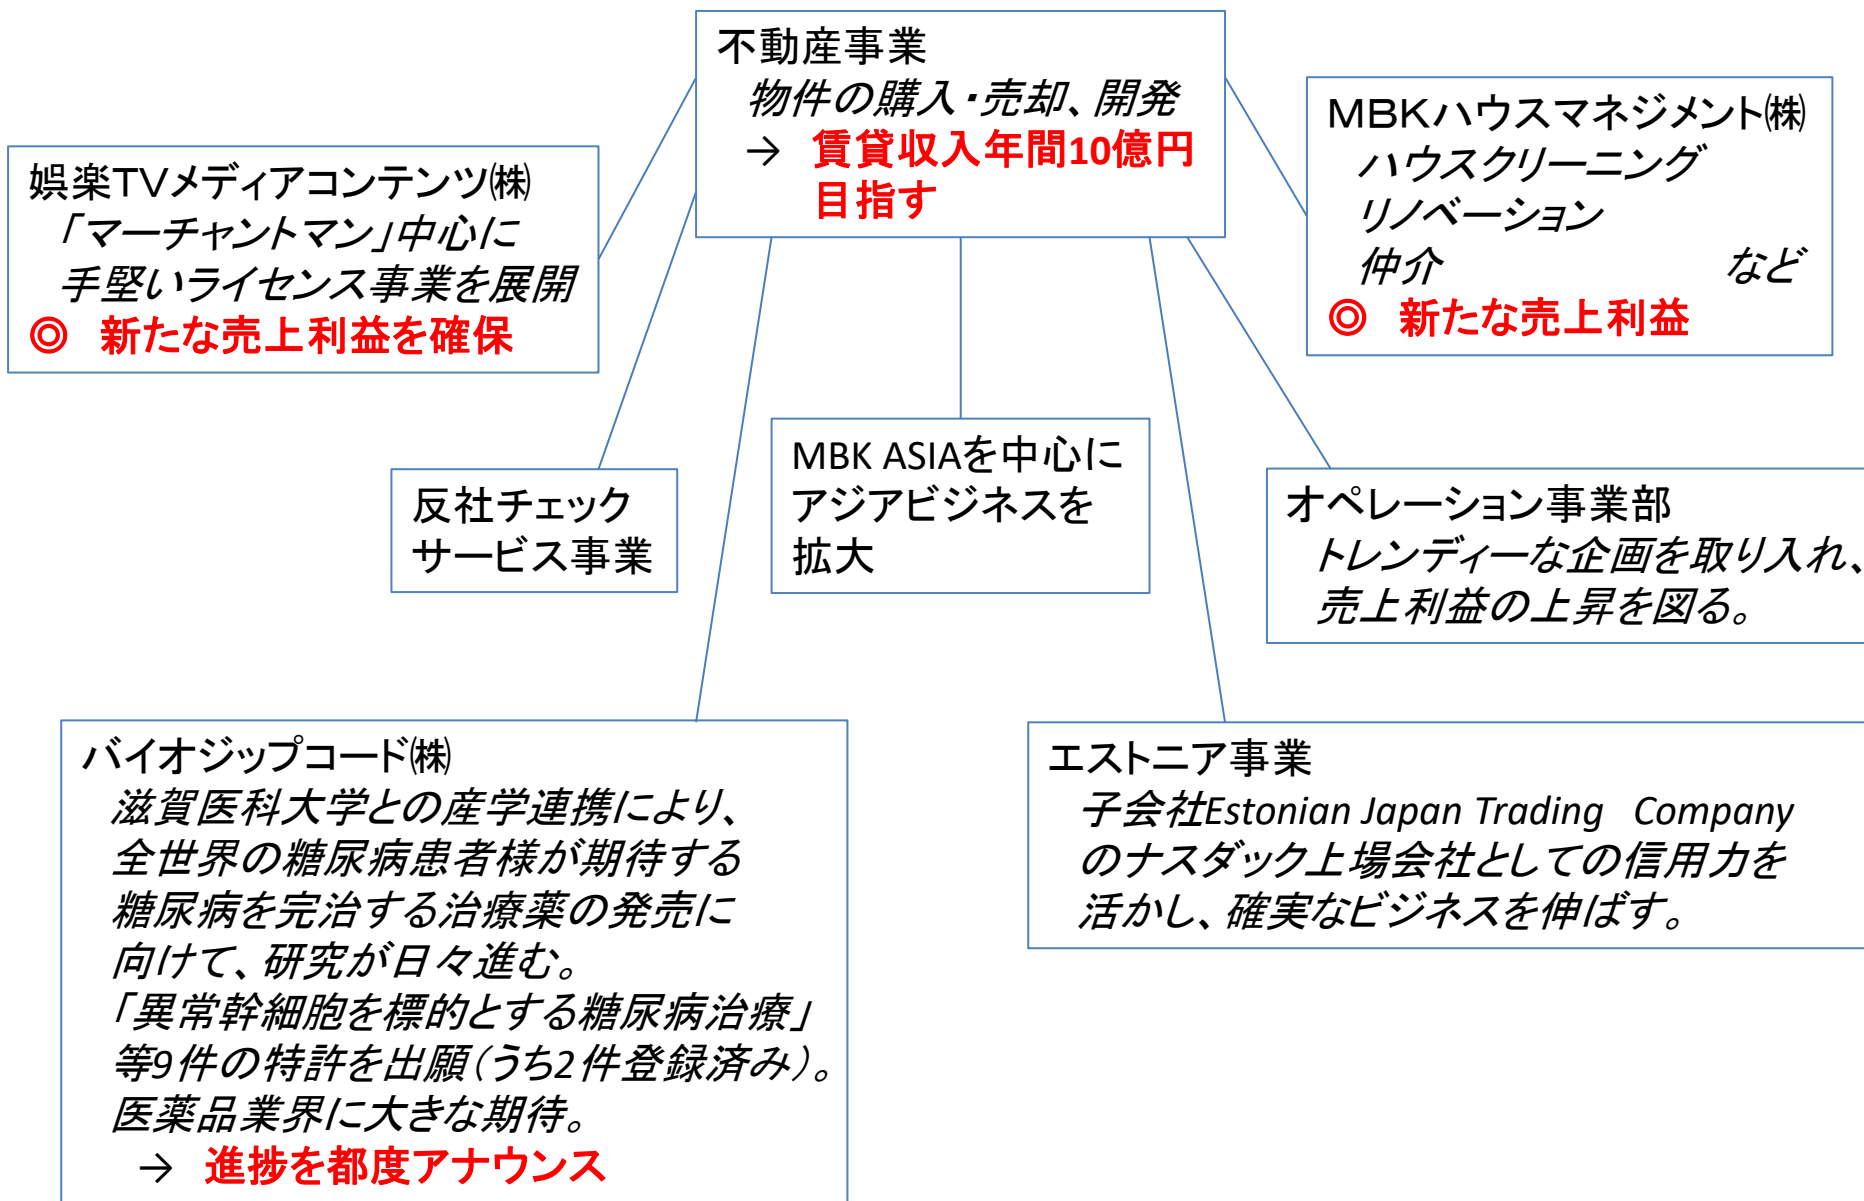 不動産事業
物件の購入・売却、開発
→ 賃貸収入年間10億円
目指す
娯楽TVメディアコンテンツ㈱
「マーチャントマン」中心に
手堅いライセンス事業を展開
◎ 新たな売上利益を確保
MBKハウスマネジメント㈱
ハウスクリーニング
リノベーション
仲介 など
◎ 新たな売上利益
反社チェック
サービス事業
MBK ASIAを中心に
アジアビジネスを
拡大
オペレーション事業部
トレンディーな企画を取り入れ、
売上利益の上昇を図る。
バイオジップコード㈱
滋賀医科大学との産学連携により、
全世界の糖尿病患者様が期待する
糖尿病を完治する治療薬の発売に
向けて、研究が日々進む。
「異常幹細胞を標的とする糖尿病治療」
等9件の特許を出願(うち2件登録済み)。
医薬品業界に大きな期待。
→ 進捗を都度アナウンス
エストニア事業
子会社Estonian Japan Trading Company
のナスダック上場会社としての信用力を
活かし、確実なビジネスを伸ばす。